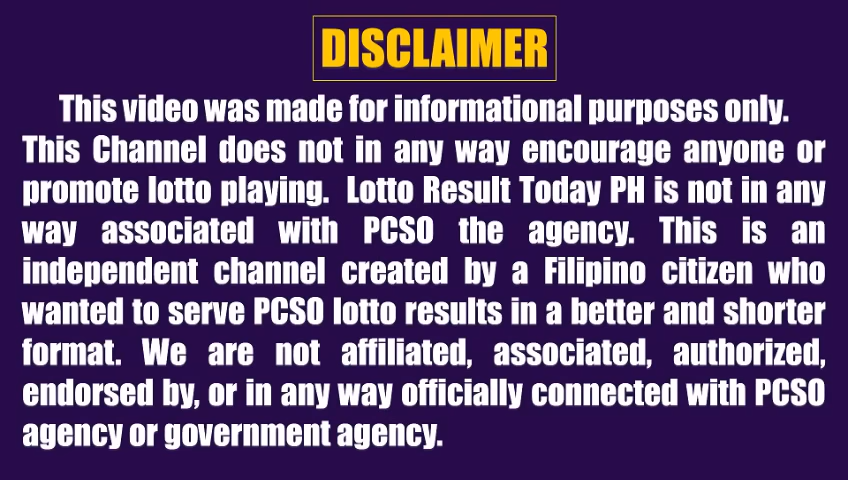 DISCLAIMER
This video was made for informational purposes only.
This Channel does not in any way encourage anyone or
promote lotto playing. Lotto Result Today PH is not in any
way associated with PCSO the agency. This is an
independent channel created by a Filipino citizen who
wanted to serve PCSO lotto results in a better and shorter
format. We are not affiliated, associated, authorized,
endorsed by, or in any way officially connected with PCSO
agency or government agency.